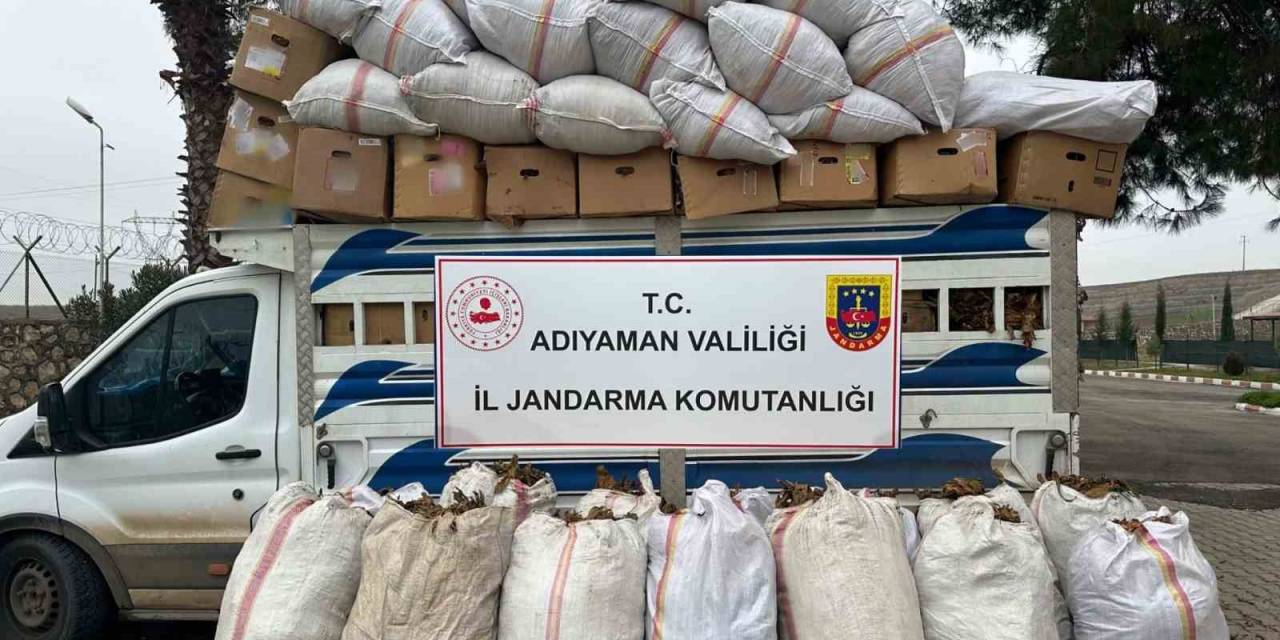 T.C.
ADIYAMAN VALİLİĞİ
İL JANDARMA KOMUTANLIĞI
JANDARMA